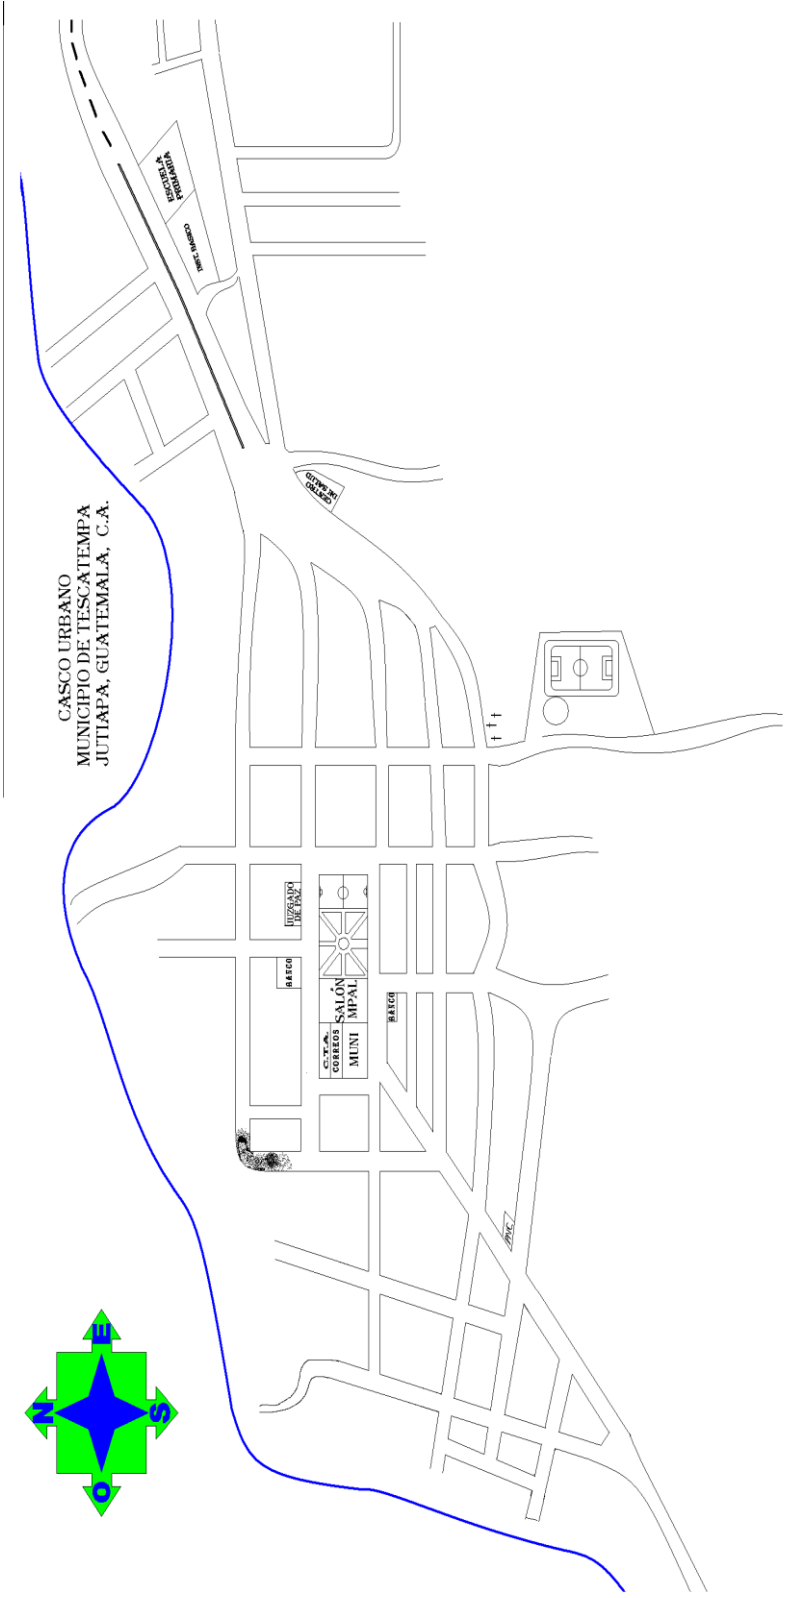 CASCO URBANO
MUNICIPIO DE TESCATEMPA
JUTIAPA, GUATEMALA, C.A.
ESCUELA
PRIMARIA
INST. BASICO
CENTRO
DE SALUD
JUZGADO
DE PAZ
BANCO
SALÓN
MPAL
C.T.A.
CORREOS
MUNI
BANCO
PNC.
N
E
S
O